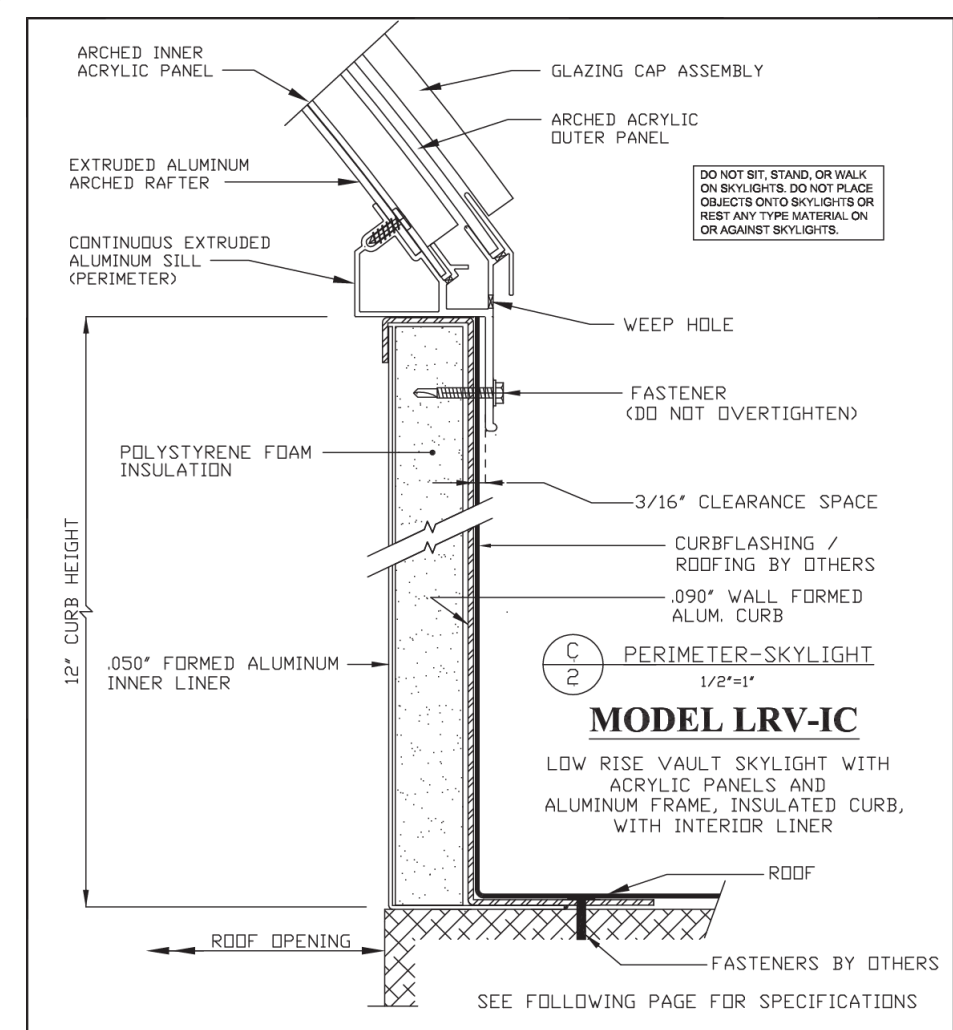 ARCHED INNER
ACRYLIC PANEL
GLAZING CAP ASSEMBLY
ARCHED ACRYLIC
OUTER PANEL
EXTRUDED ALUMINUM
ARCHED RAFTER
DO NOT SIT, STAND, OR WALK
ON SKYLIGHTS. DO NOT PLACE
OBJECTS ONTO SKYLIGHTS OR
REST ANY TYPE MATERIAL ON
OR AGAINST SKYLIGHTS.
CONTINUOUS EXTRUDED
ALUMINUM SILL
(PERIMETER)
WEEP HOLE
FASTENER
(DO NOT OVERTIGHTEN)
POLYSTYRENE FOAM
INSULATION
3/16" CLEARANCE SPACE
CURBFLASHING /
ROOFING BY OTHERS
12" CURB HEIGHT
.090" WALL FORMED
ALUM. CURB
.050" FORMED ALUMINUM
INNER LINER
C
2
PERIMETER-SKYLIGHT
1/2"=1"
MODEL LRV-IC
LOW RISE VAULT SKYLIGHT WITH
ACRYLIC PANELS AND
ALUMINUM FRAME, INSULATED CURB,
WITH INTERIOR LINER
ROOF
ROOF OPENING
FASTENERS BY OTHERS
SEE FOLLOWING PAGE FOR SPECIFICATIONS